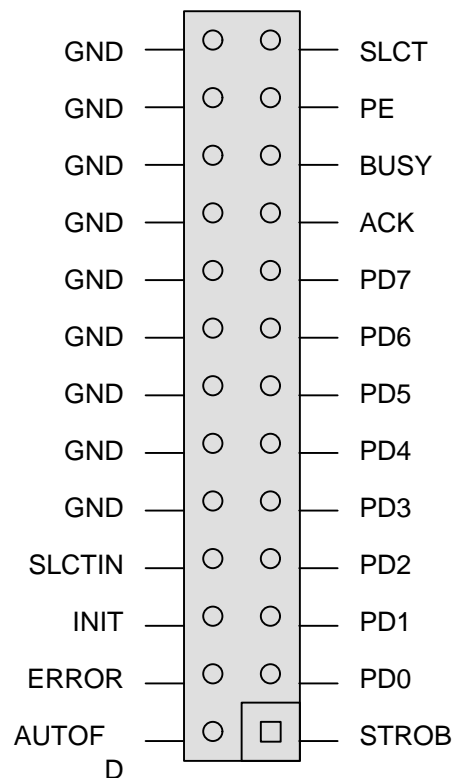 GND SLCT
GND PE
GND BUSY
GND ACK
GND PD7
GND PD6
GND PD5
GND PD4
GND PD3
SLCTIN PD2
INIT PD1
ERROR PD0
AUTOF STROB
D